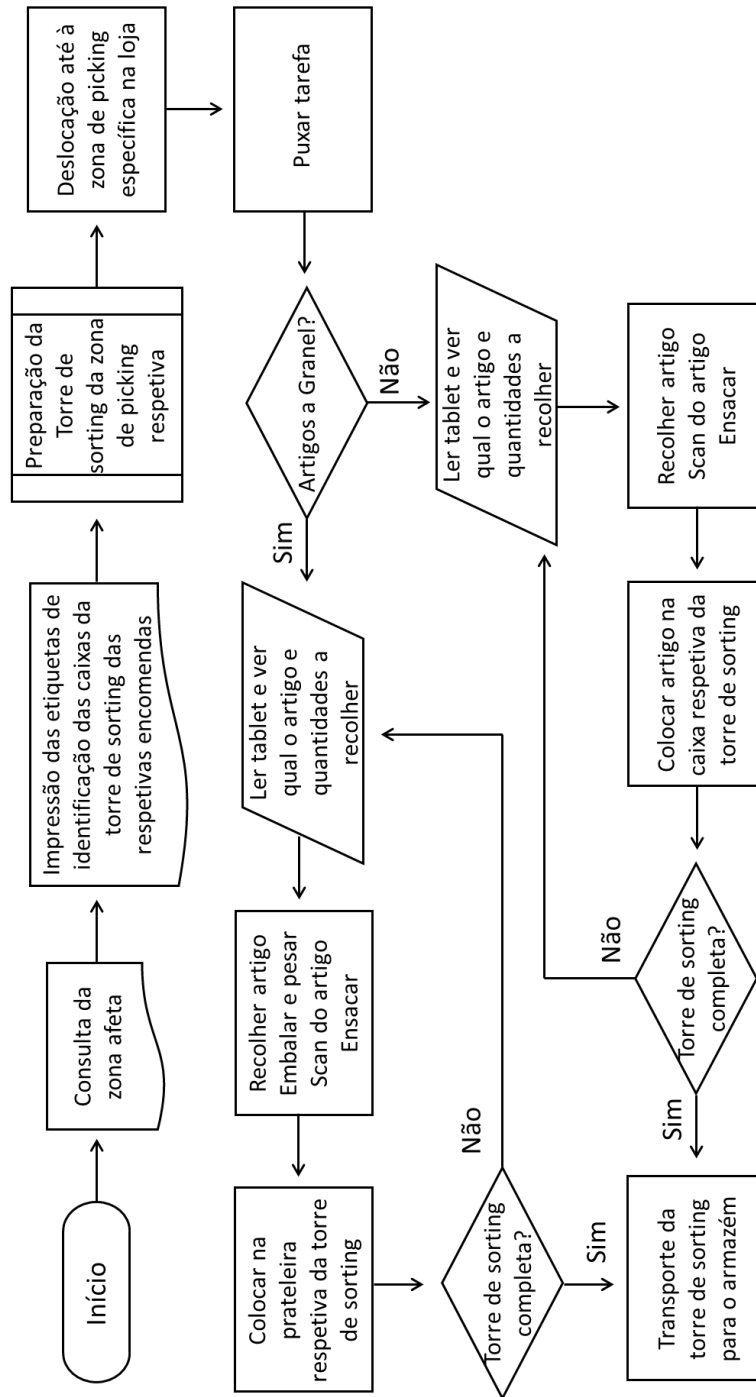 Início
Consulta da
zona afeta
Impressão das etiquetas de
identificação das caixas da
torre de sorting das
respetivas encomendas
Preparação da
Torre de
sorting da zona
de picking
respetiva
Deslocação até à
zona de picking
específica na loja
Puxar tarefa
Artigos a Granel?
Sim
Não
Ler tablet e ver
qual o artigo e
quantidades a
recolher
Recolher artigo
Embalar e pesar
Scan do artigo
Ensacar
Colocar na
prateleira
respetiva da torre
de sorting
Torre de sorting
completa?
Não
Sim
Ler tablet e ver
qual o artigo e
quantidades a
recolher
Recolher artigo
Scan do artigo
Ensacar
Colocar artigo na
caixa respetiva da
torre de sorting
Torre de sorting
completa?
Não
Sim
Transporte da
torre de sorting
para o armazém